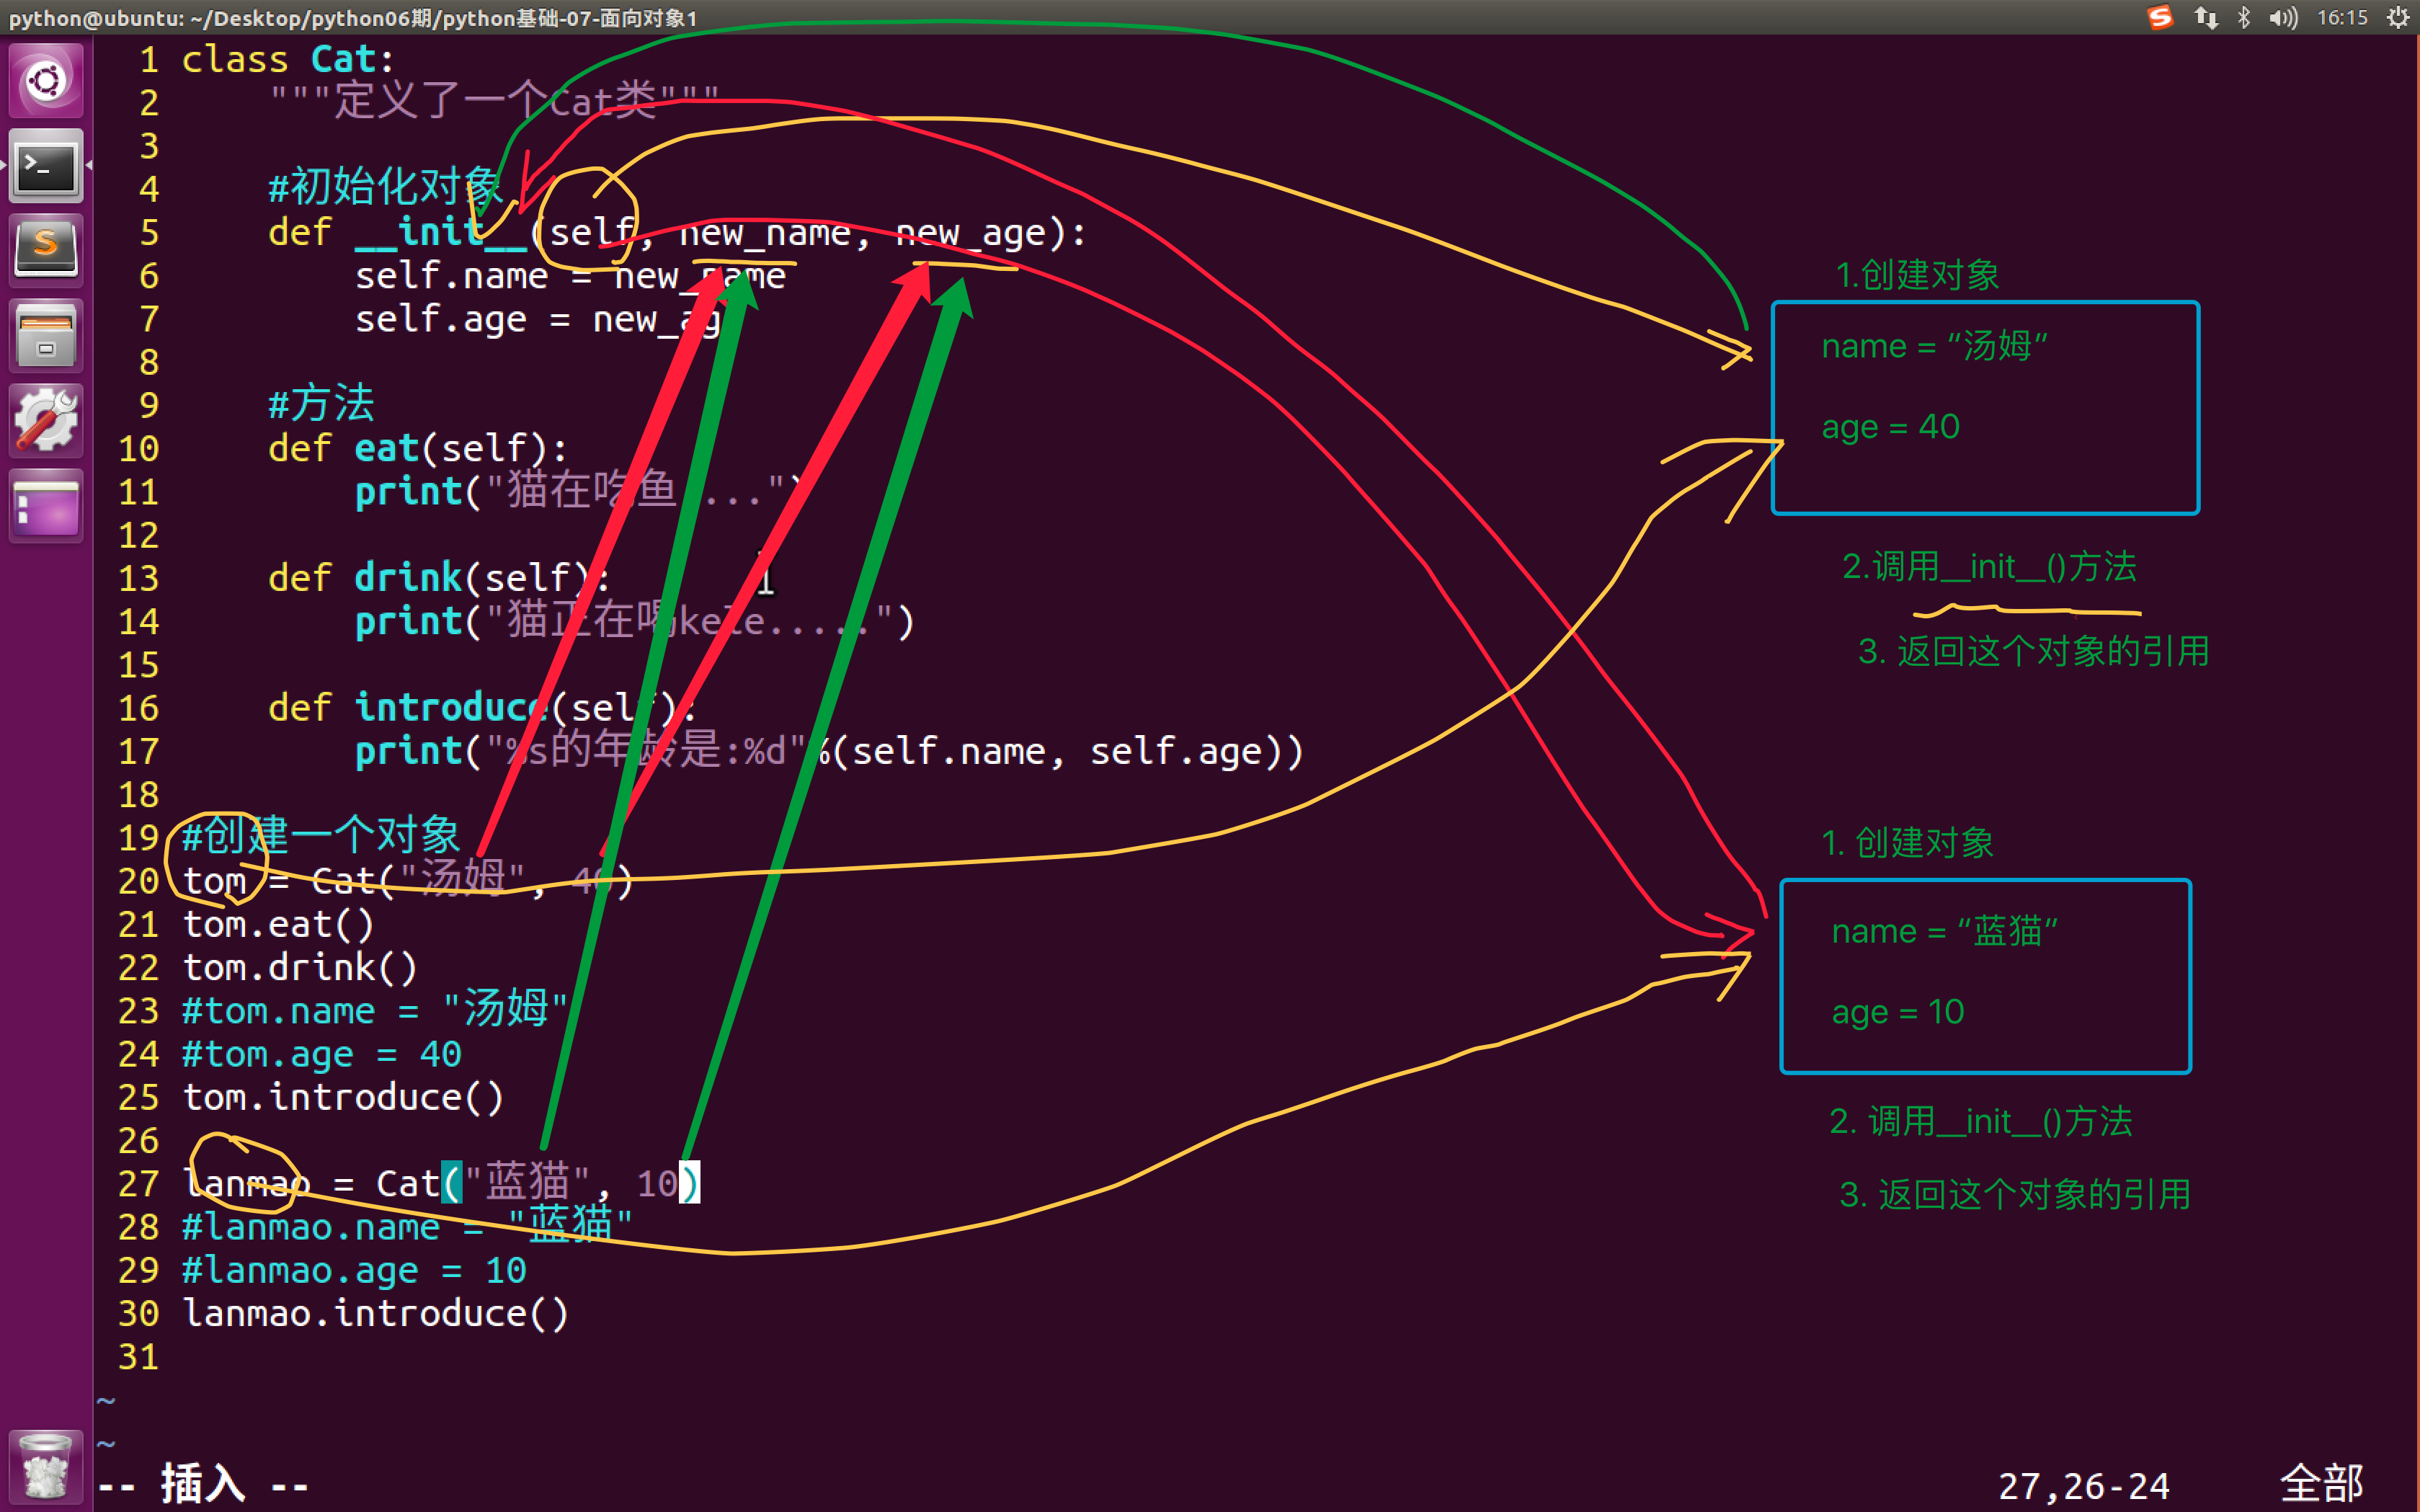 python@ubuntu: ~/Desktop/python06期/python基础-07-面向对象1
16:15
1 class Cat:
2     """定义了一个Cat类"""
3
4     #初始化对象
5     def __init__(self, new_name, new_age):
6         self.name = new_name
7         self.age = new_ag
8
9     #方法
10     def eat(self):
11         print("猫在吃鱼....")
12
13     def drink(self):
14         print("猫正在喝kele.....")
15
16     def introduce(self):
17         print("%s的年龄是:%d"%(self.name, self.age))
18
19 #创建一个对象
20 tom = Cat("汤姆", 40)
21 tom.eat()
22 tom.drink()
23 #tom.name = "汤姆"
24 #tom.age = 40
25 tom.introduce()
26
27 lanmao = Cat("蓝猫", 10)
28 #lanmao.name = "蓝猫"
29 #lanmao.age = 10
30 lanmao.introduce()
31
~
~
-- 插入 --
27,26-24
全部
1.创建对象
name = “汤姆”
age = 40
2.调用__init__()方法
3. 返回这个对象的引用
1. 创建对象
name = “蓝猫”
age = 10
2. 调用__init__()方法
3. 返回这个对象的引用